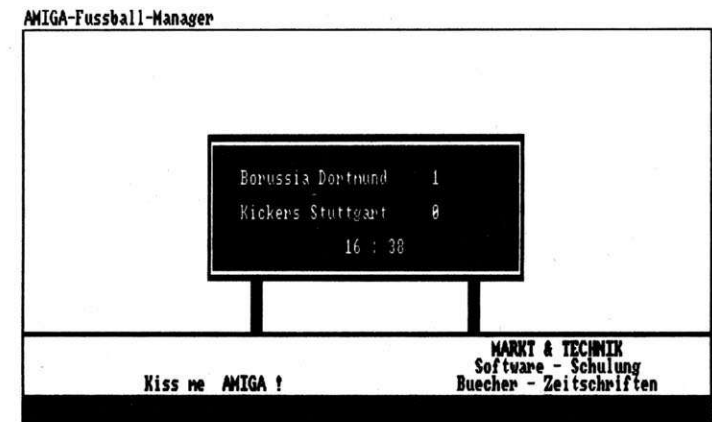 AMIGA-Fussball-Manager
Borussia Dortmund 1
Kickers Stuttgart 0
16 : 38
MARKT & TECHNIK
Software - Schulung
Kiss me AMIGA ! Buecher - Zeitschriften